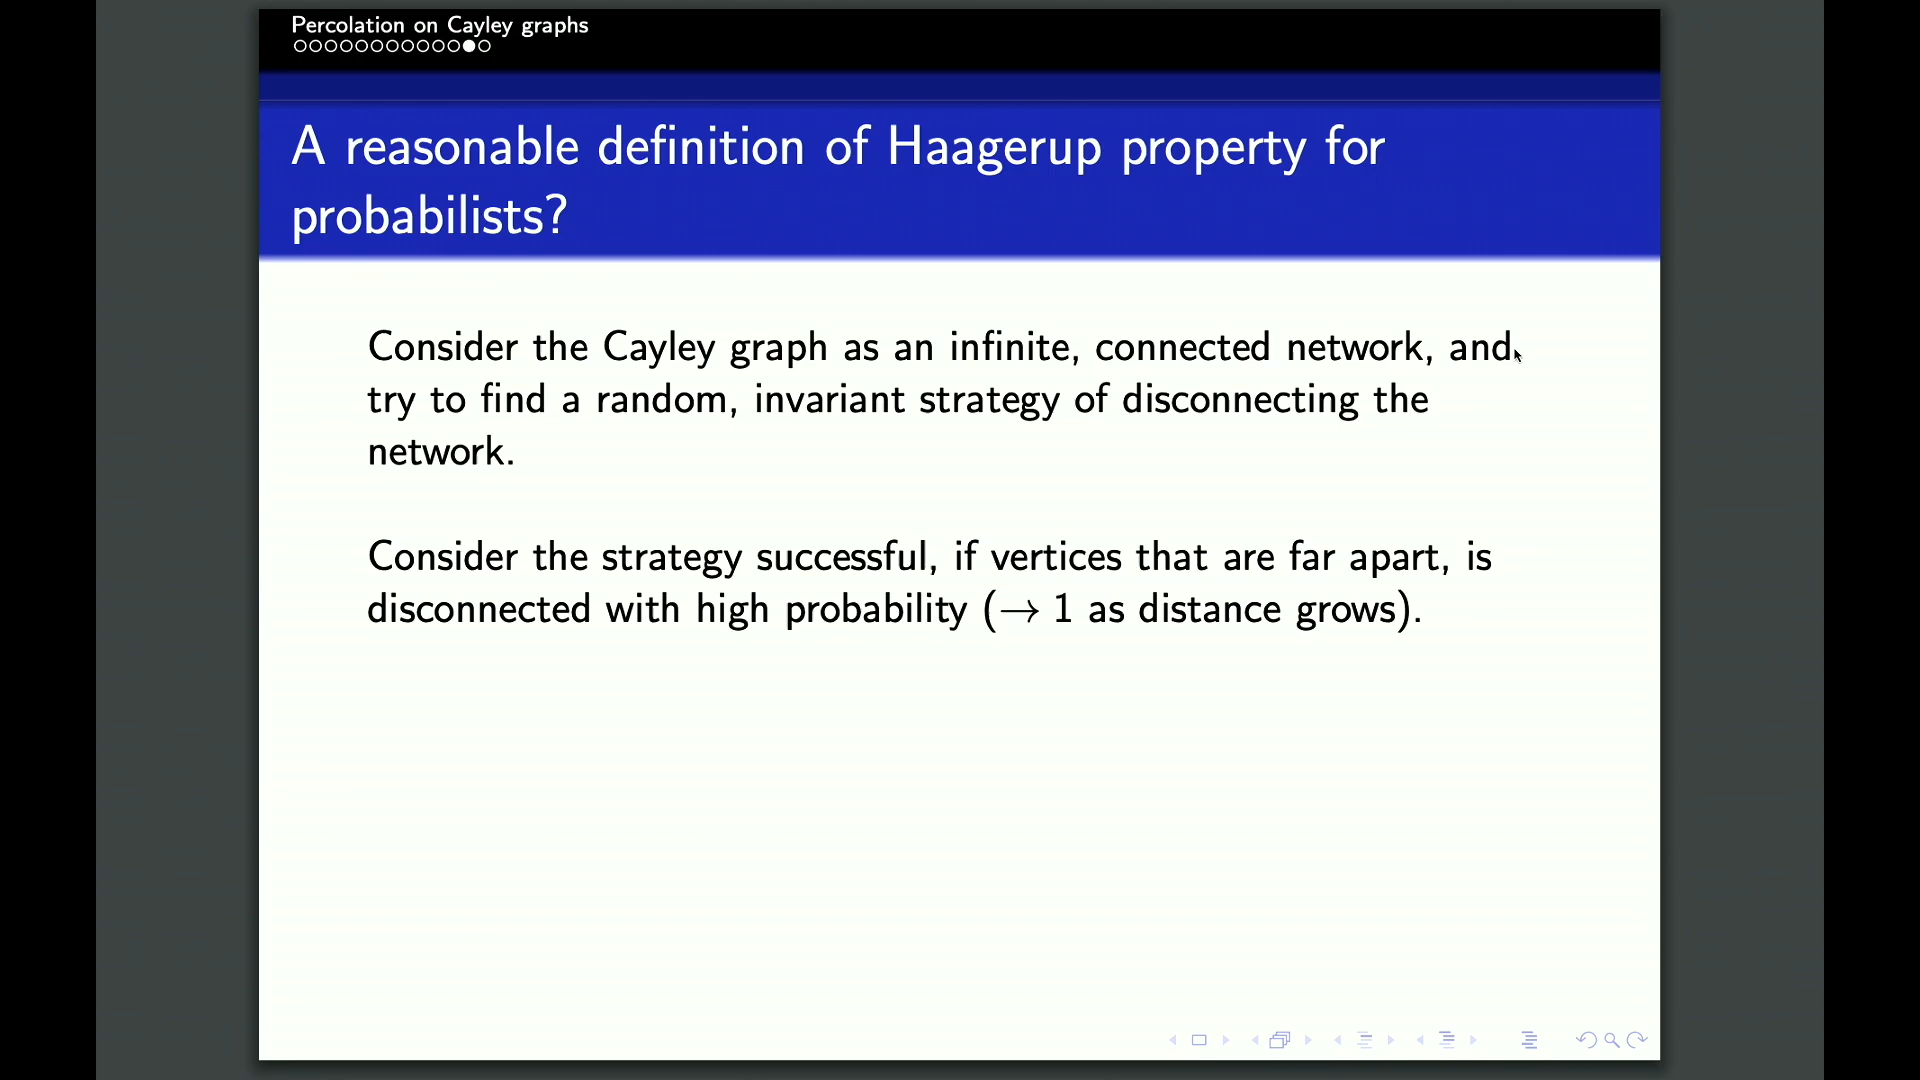 Percolation on Cayley graphs
A reasonable definition of Haagerup property for
probabilists?
Consider the Cayley graph as an infinite, connected network, and
try to find a random, invariant strategy of disconnecting the
network.
Consider the strategy successful, if vertices that are far apart, is
disconnected with high probability (→ 1 as distance grows).